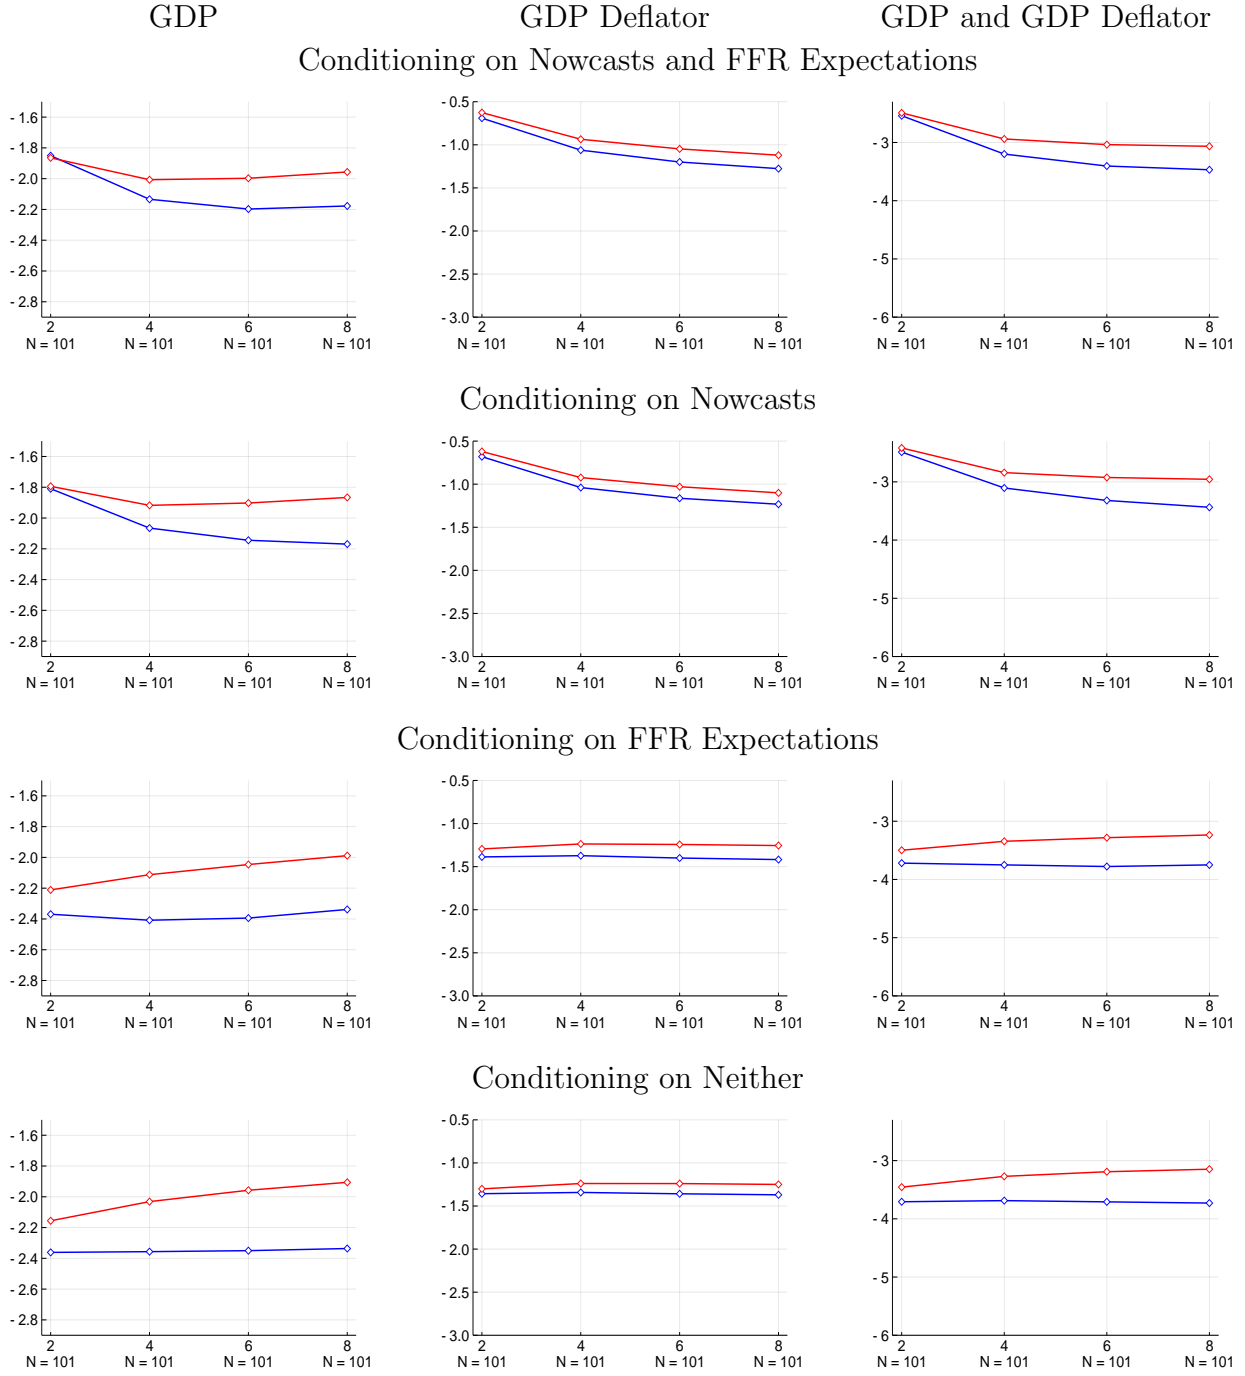 GDP GDP Deflator GDP and GDP Deflator
Conditioning on Nowcasts and FFR Expectations
- 1.6
- 1.8
- 2.0
- 2.2
- 2.4
- 2.6
- 2.8
2 4 6 8
N = 101 N = 101 N = 101 N = 101
- 0.5
- 1.0
- 1.5
- 2.0
- 2.5
- 3.0
2 4 6 8
N = 101 N = 101 N = 101 N = 101
- 3
- 4
- 5
- 6
2 4 6 8
N = 101 N = 101 N = 101 N = 101
Conditioning on Nowcasts
- 1.6
- 1.8
- 2.0
- 2.2
- 2.4
- 2.6
- 2.8
2 4 6 8
N = 101 N = 101 N = 101 N = 101
- 0.5
- 1.0
- 1.5
- 2.0
- 2.5
- 3.0
2 4 6 8
N = 101 N = 101 N = 101 N = 101
- 3
- 4
- 5
- 6
2 4 6 8
N = 101 N = 101 N = 101 N = 101
Conditioning on FFR Expectations
- 1.6
- 1.8
- 2.0
- 2.2
- 2.4
- 2.6
- 2.8
2 4 6 8
N = 101 N = 101 N = 101 N = 101
- 0.5
- 1.0
- 1.5
- 2.0
- 2.5
- 3.0
2 4 6 8
N = 101 N = 101 N = 101 N = 101
- 3
- 4
- 5
- 6
2 4 6 8
N = 101 N = 101 N = 101 N = 101
Conditioning on Neither
- 1.6
- 1.8
- 2.0
- 2.2
- 2.4
- 2.6
- 2.8
2 4 6 8
N = 101 N = 101 N = 101 N = 101
- 0.5
- 1.0
- 1.5
- 2.0
- 2.5
- 3.0
2 4 6 8
N = 101 N = 101 N = 101 N = 101
- 3
- 4
- 5
- 6
2 4 6 8
N = 101 N = 101 N = 101 N = 101